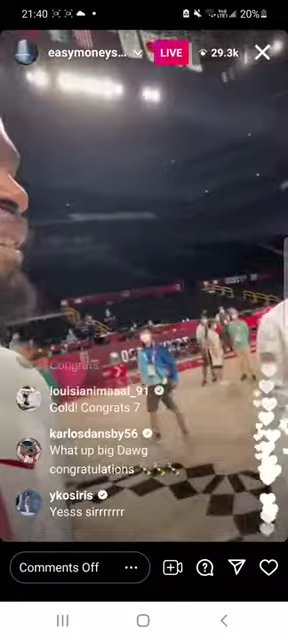 21:40
20%
easymoneys...
LIVE
29.3k
Congrats
louisianimaaal_91
Gold! Congrats 7
karlosdansby56
What up big Dawg
congratulations
ykosiris
Yesss sirrrrrrr
Comments Off